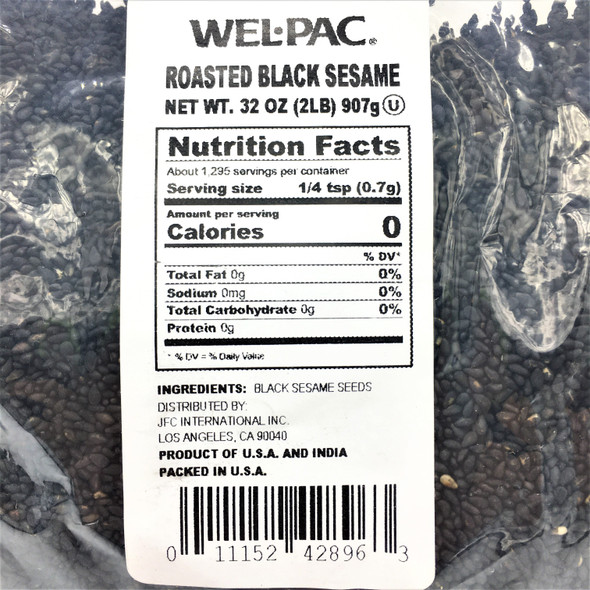 WEL·PAC®
ROASTED BLACK SESAME
NET WT. 32 OZ (2LB) 907g Ⓤ
Nutrition Facts
About 1,295 servings per container
Serving size 1/4 tsp (0.7g)
Amount per serving
Calories 0
% DV*
Total Fat 0g 0%
Sodium 0mg 0%
Total Carbohydrate 0g 0%
Protein 0g
* % DV = % Daily Value
INGREDIENTS: BLACK SESAME SEEDS
DISTRIBUTED BY:
JFC INTERNATIONAL INC.
LOS ANGELES, CA 90040
PRODUCT OF U.S.A. AND INDIA
PACKED IN U.S.A.
0 11152 42896 3